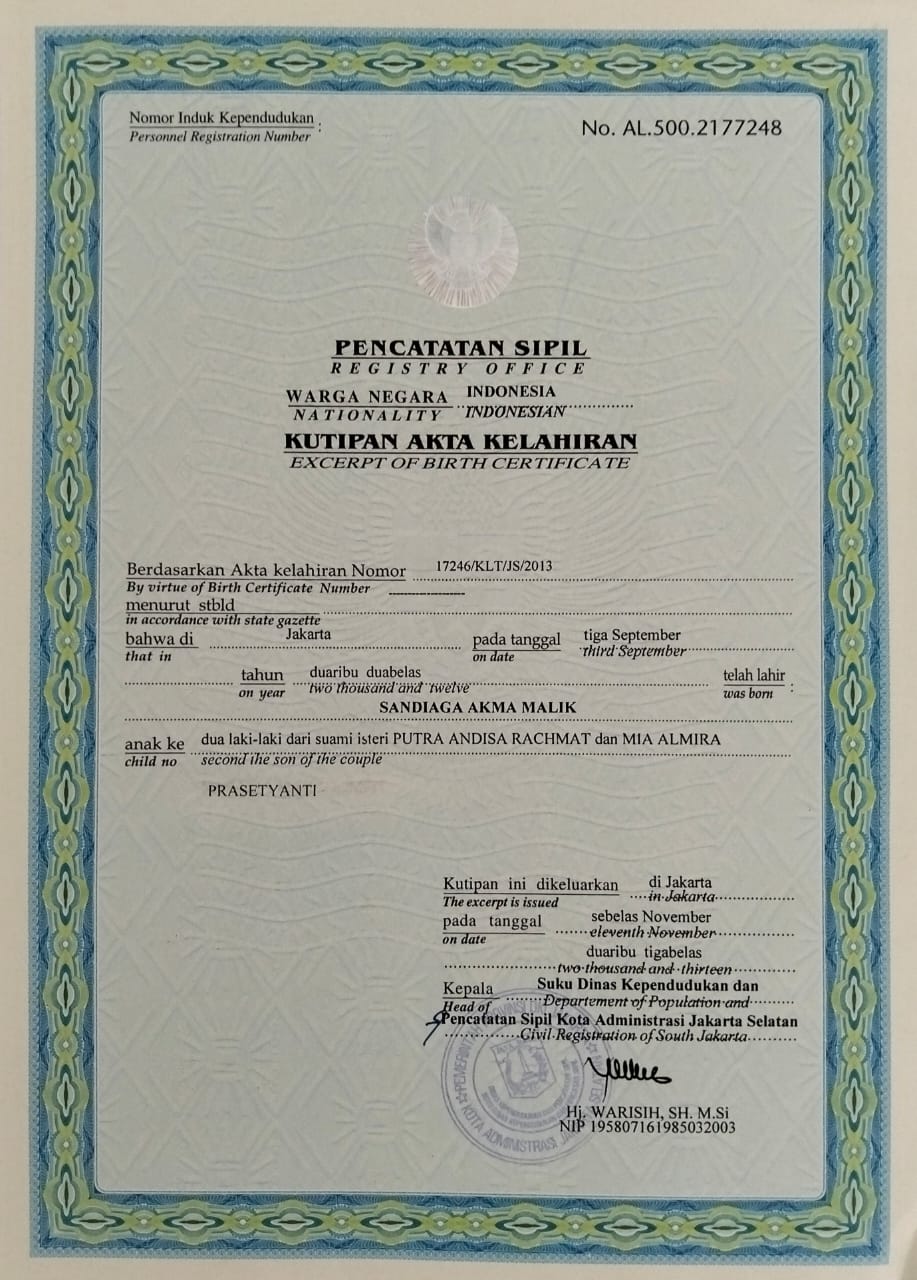 Nomor Induk Kependudukan :
Personnel Registration Number
No. AL.500.2177248
PENCATATAN SIPIL
REGISTRY OFFICE
WARGA NEGARA INDONESIA
NATIONALITY INDONESIAN
KUTIPAN AKTA KELAHIRAN
EXCERPT OF BIRTH CERTIFICATE
Berdasarkan Akta kelahiran Nomor 17246/KLT/JS/2013
By virtue of Birth Certificate Number
menurut stbld
in accordance with state gazette
bahwa di Jakarta pada tanggal tiga September
that in on date third September
tahun duaribu duabelas telah lahir :
on year two thousand and twelve was born
SANDIAGA AKMA MALIK
anak ke dua laki-laki dari suami isteri PUTRA ANDISA RACHMAT dan MIA ALMIRA
child no second the son of the couple
PRASETYANTI
Kutipan ini dikeluarkan di Jakarta
The excerpt is issued in Jakarta
pada tanggal sebelas November
on date eleventh November
duaribu tigabelas
two thousand and thirteen
Kepala Suku Dinas Kependudukan dan
Head of Departement of Population and
Pencatatan Sipil Kota Administrasi Jakarta Selatan
Civil Registration of South Jakarta
KOTA ADMINISTRASI
Hj. WARISIH, SH. M.Si
NIP 195807161985032003